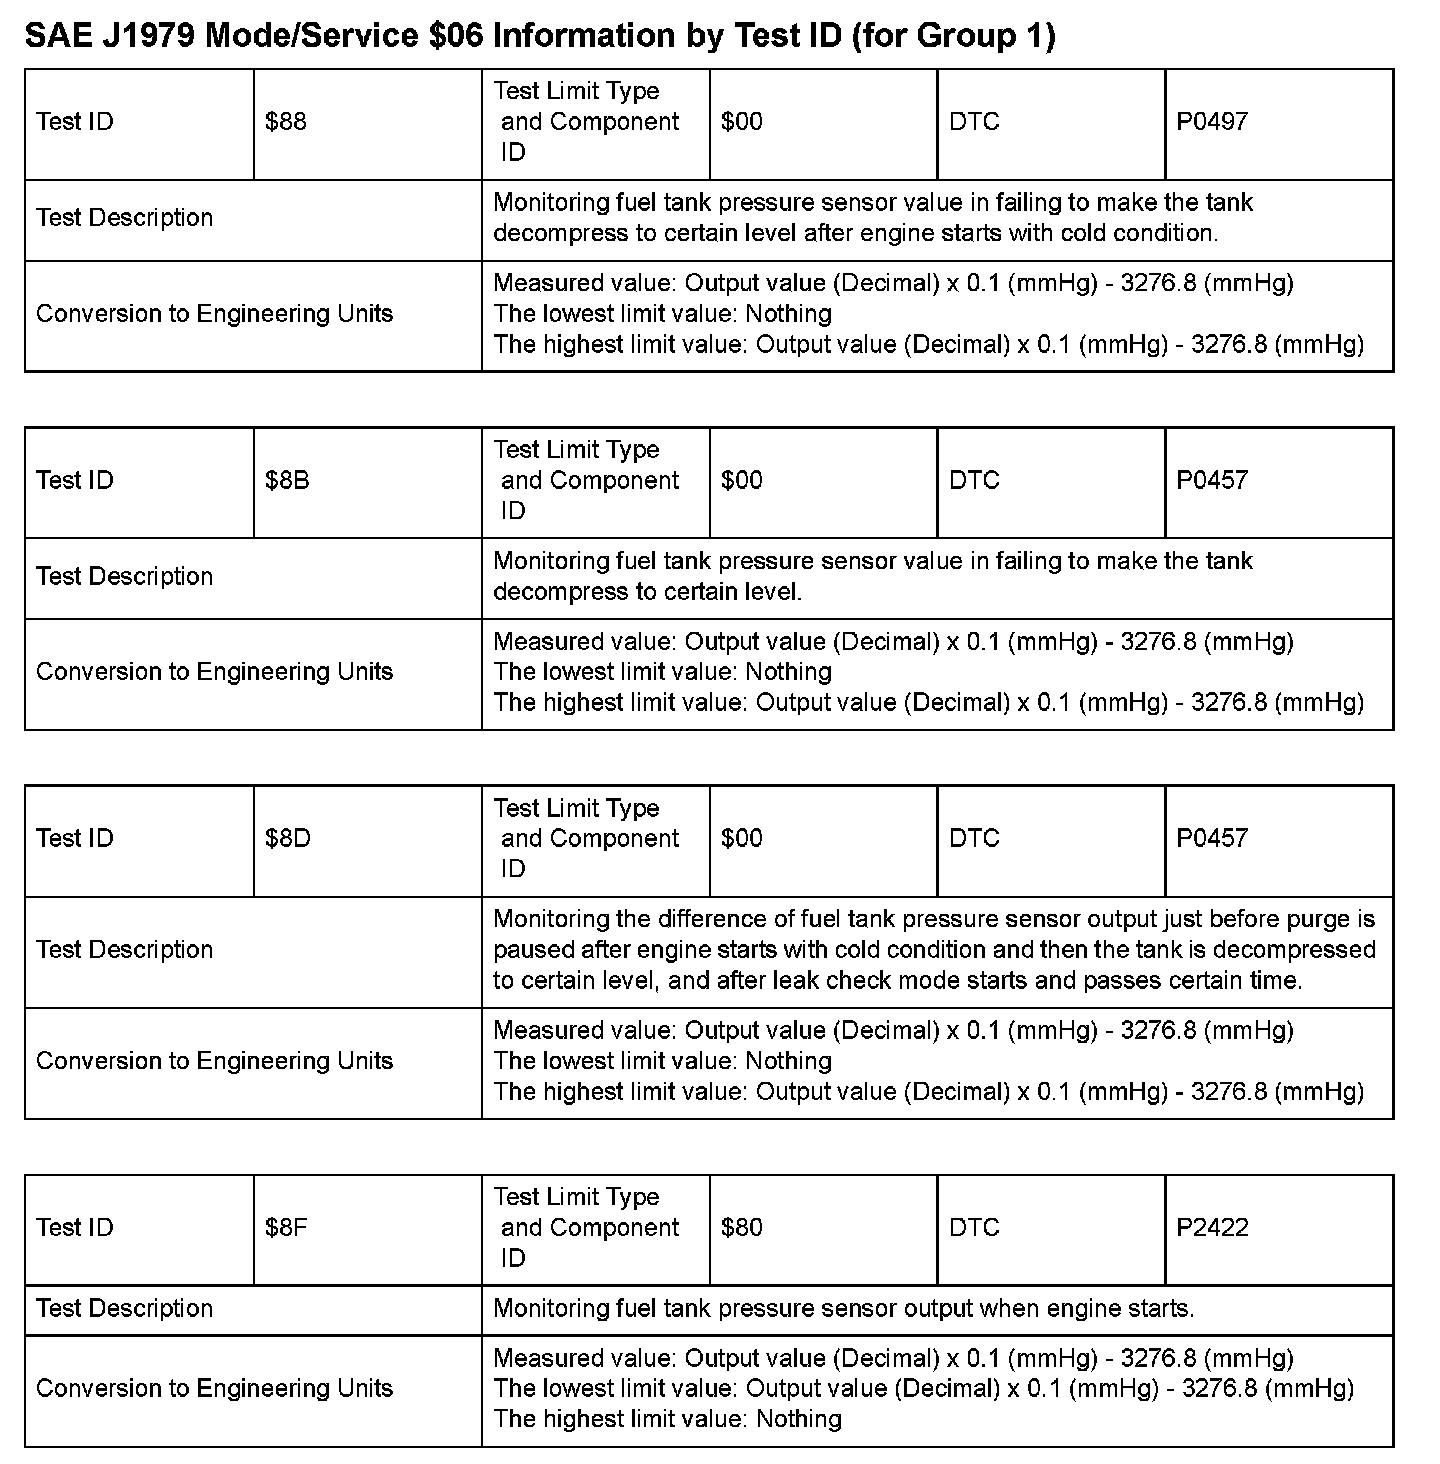 SAE J1979 Mode/Service $06 Information by Test ID (for Group 1)
Test ID
$88
Test Limit Type
and Component
ID
$00
DTC
P0497
Test Description
Monitoring fuel tank pressure sensor value in failing to make the tank
decompress to certain level after engine starts with cold condition.
Conversion to Engineering Units
Measured value: Output value (Decimal) x 0.1 (mmHg) - 3276.8 (mmHg)
The lowest limit value: Nothing
The highest limit value: Output value (Decimal) x 0.1 (mmHg) - 3276.8 (mmHg)
Test ID
$8B
Test Limit Type
and Component
ID
$00
DTC
P0457
Test Description
Monitoring fuel tank pressure sensor value in failing to make the tank
decompress to certain level.
Conversion to Engineering Units
Measured value: Output value (Decimal) x 0.1 (mmHg) - 3276.8 (mmHg)
The lowest limit value: Nothing
The highest limit value: Output value (Decimal) x 0.1 (mmHg) - 3276.8 (mmHg)
Test ID
$8D
Test Limit Type
and Component
ID
$00
DTC
P0457
Test Description
Monitoring the difference of fuel tank pressure sensor output just before purge is
paused after engine starts with cold condition and then the tank is decompressed
to certain level, and after leak check mode starts and passes certain time.
Conversion to Engineering Units
Measured value: Output value (Decimal) x 0.1 (mmHg) - 3276.8 (mmHg)
The lowest limit value: Nothing
The highest limit value: Output value (Decimal) x 0.1 (mmHg) - 3276.8 (mmHg)
Test ID
$8F
Test Limit Type
and Component
ID
$80
DTC
P2422
Test Description
Monitoring fuel tank pressure sensor output when engine starts.
Conversion to Engineering Units
Measured value: Output value (Decimal) x 0.1 (mmHg) - 3276.8 (mmHg)
The lowest limit value: Output value (Decimal) x 0.1 (mmHg) - 3276.8 (mmHg)
The highest limit value: Nothing